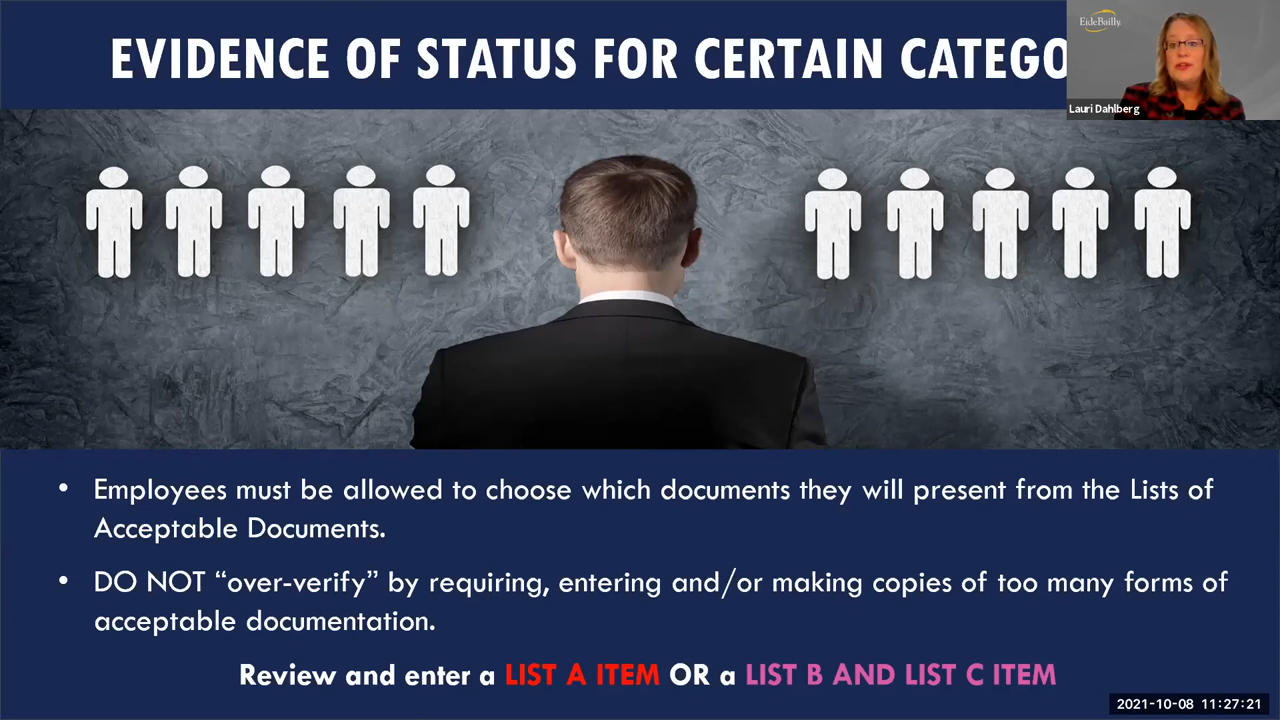 EVIDENCE OF STATUS FOR CERTAIN CATEGO
EideBailly
Lauri Dahlberg
• Employees must be allowed to choose which documents they will present from the Lists of
Acceptable Documents.
• DO NOT “over-verify” by requiring, entering and/or making copies of too many forms of
acceptable documentation.
Review and enter a LIST A ITEM OR a LIST B AND LIST C ITEM
2021-10-08 11:27:21